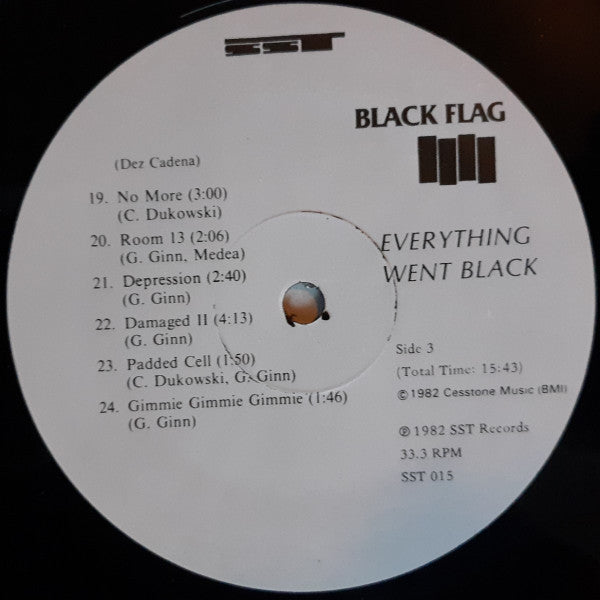 SST
BLACK FLAG
(Dez Cadena)
19. No More (3:00)
(C. Dukowski)
20. Room 13 (2:06)
(G. Ginn, Medea)
21. Depression (2:40)
(G. Ginn)
22. Damaged II (4:13)
(G. Ginn)
23. Padded Cell (1:50)
(C. Dukowski, G. Ginn)
24. Gimmie Gimmie Gimmie (1:46)
(G. Ginn)
EVERYTHING
WENT BLACK
Side 3
(Total Time: 15:43)
© 1982 Cesstone Music (BMI)
℗ 1982 SST Records
33.3 RPM
SST 015